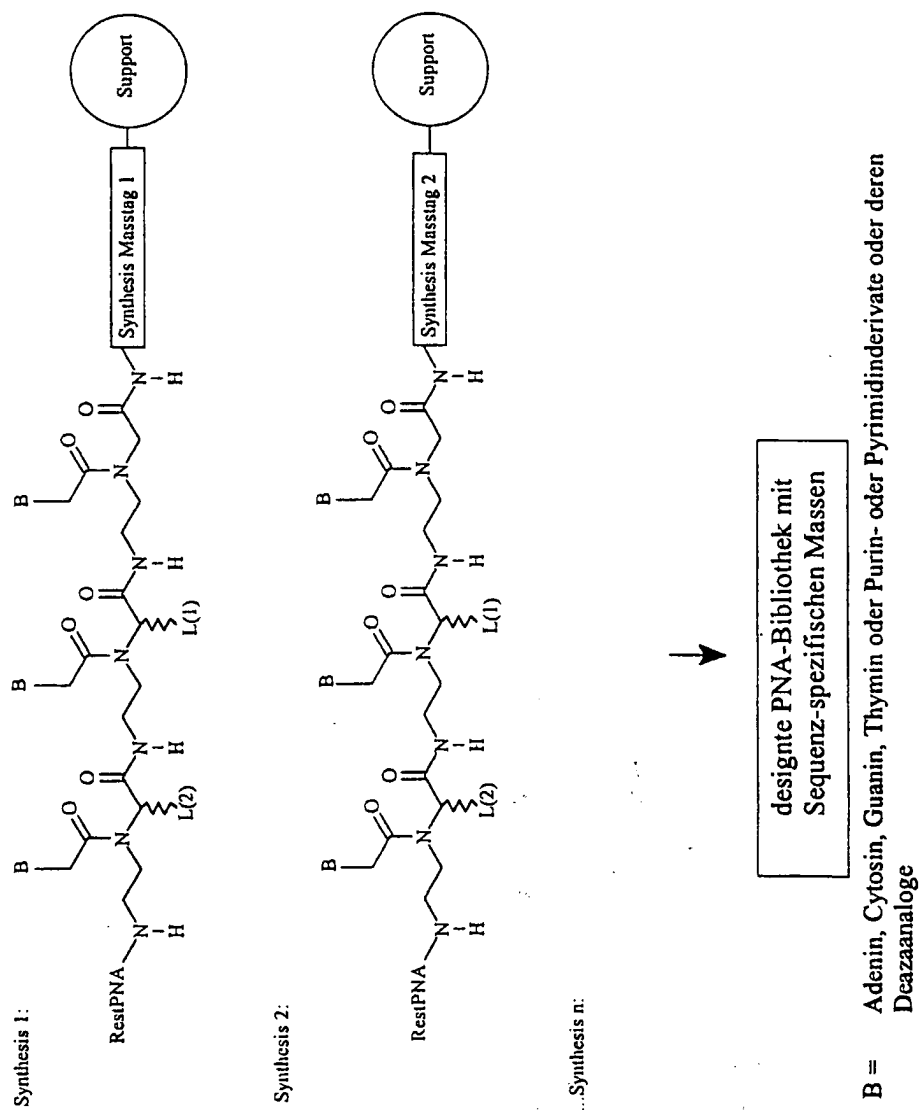 Synthesis 1:
B
B
B
O
O
O
O
O
O
RestPNA
N
N
N
N
N
N
N
H
H
H
H
L(2)
L(1)
Synthesis Masstag 1
Support
Synthesis 2:
B
B
B
O
O
O
O
O
O
RestPNA
N
N
N
N
N
N
N
H
H
H
H
L(2)
L(1)
Synthesis Masstag 2
Support
...Synthesis n:
designte PNA-Bibliothek mit
Sequenz-spezifischen Massen
B = Adenin, Cytosin, Guanin, Thymin oder Purin- oder Pyrimidinderivate oder deren
Deazaanaloge